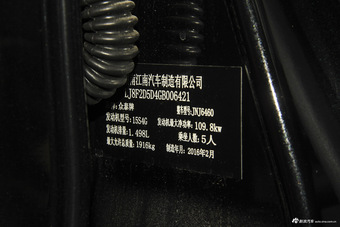 南江南汽车制造有限公司
LJ8F2D5D4GB006421
众泰牌 整车型号: JNJ6460
发动机型号: 15S4G 发动机最大净功率: 109.8kw
发动机排量: 1.498L 乘坐人数: 5人
最大允许总质量: 1916kg 制造年月: 2016年2月